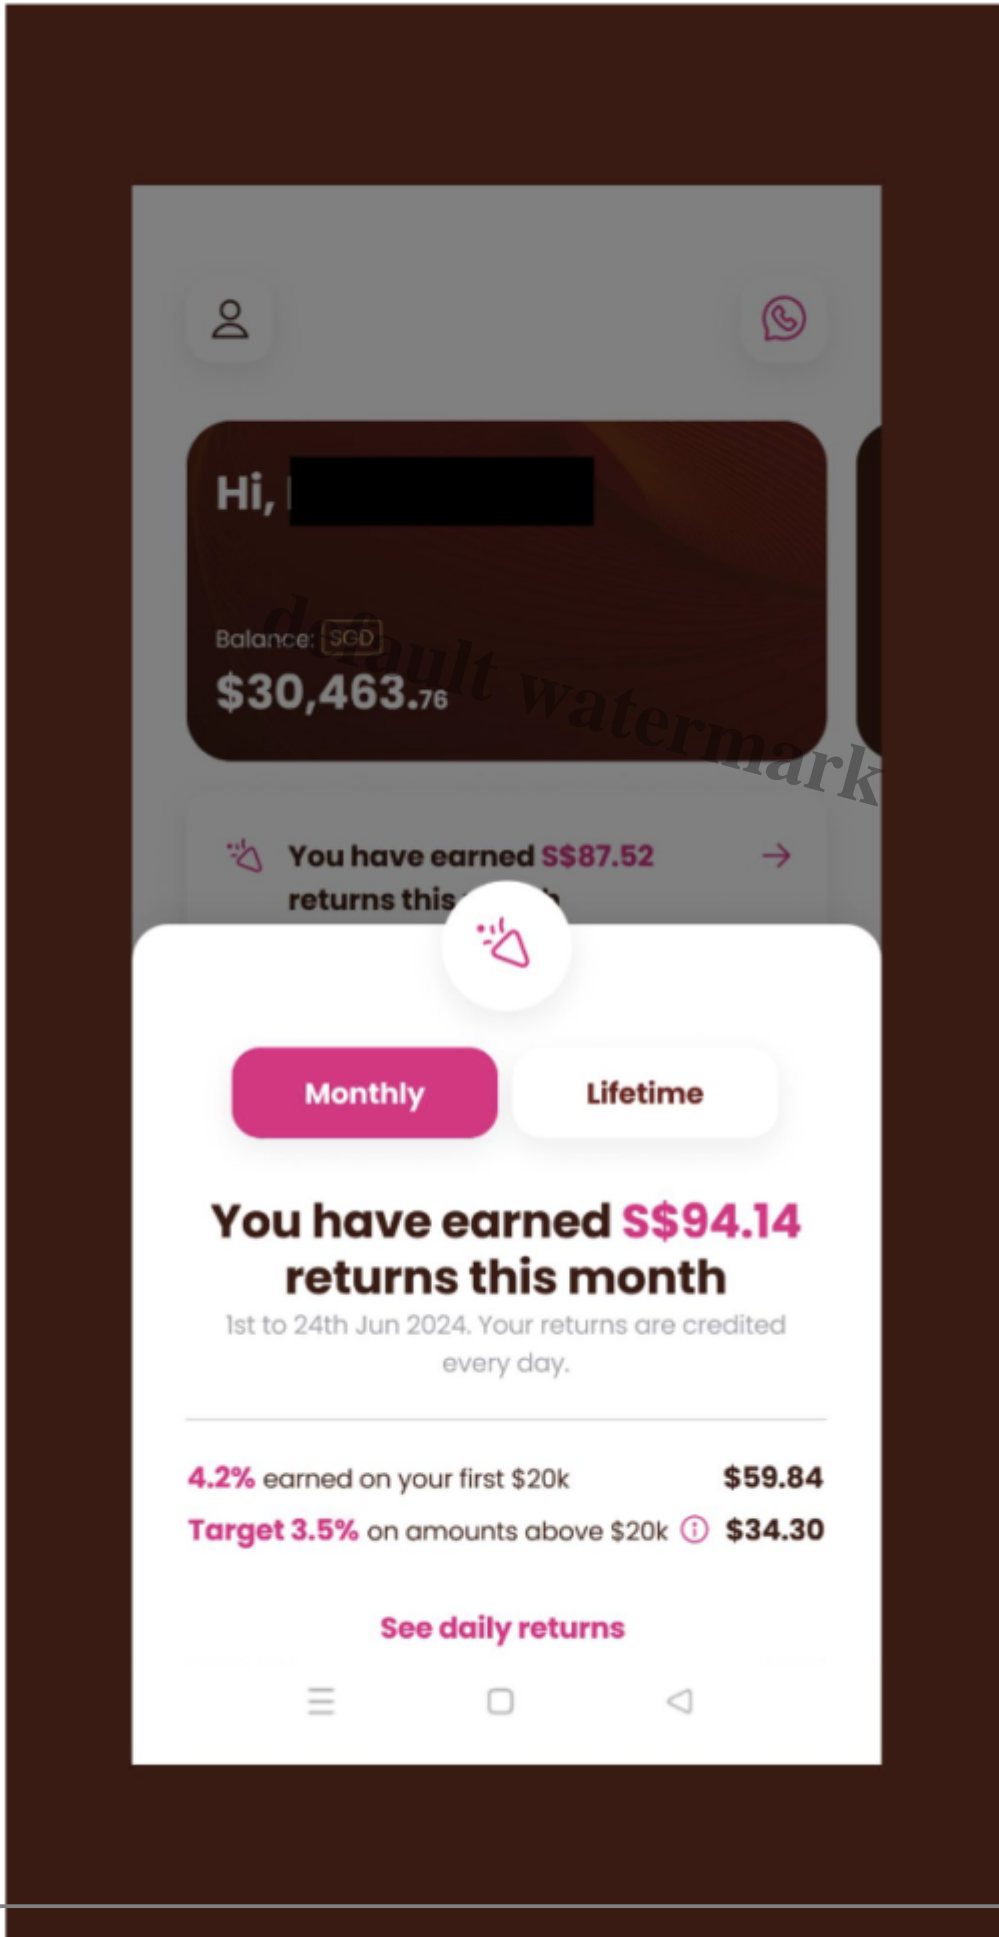 Hi,
Balance: SGD
$30,463.76
default watermark
You have earned S$87.52
returns this
Monthly
Lifetime
You have earned S$94.14
returns this month
1st to 24th Jun 2024. Your returns are credited
every day.
4.2% earned on your first $20k $59.84
Target 3.5% on amounts above $20k $34.30
See daily returns